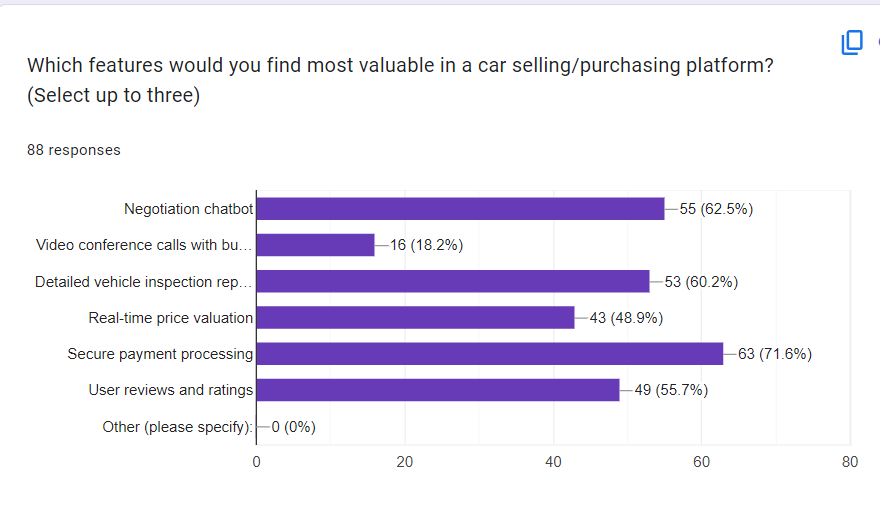 Which features would you find most valuable in a car selling/purchasing platform?
(Select up to three)
88 responses
Negotiation chatbot 55 (62.5%)
Video conference calls with bu… 16 (18.2%)
Detailed vehicle inspection rep… 53 (60.2%)
Real-time price valuation 43 (48.9%)
Secure payment processing 63 (71.6%)
User reviews and ratings 49 (55.7%)
Other (please specify): 0 (0%)
0 20 40 60 80